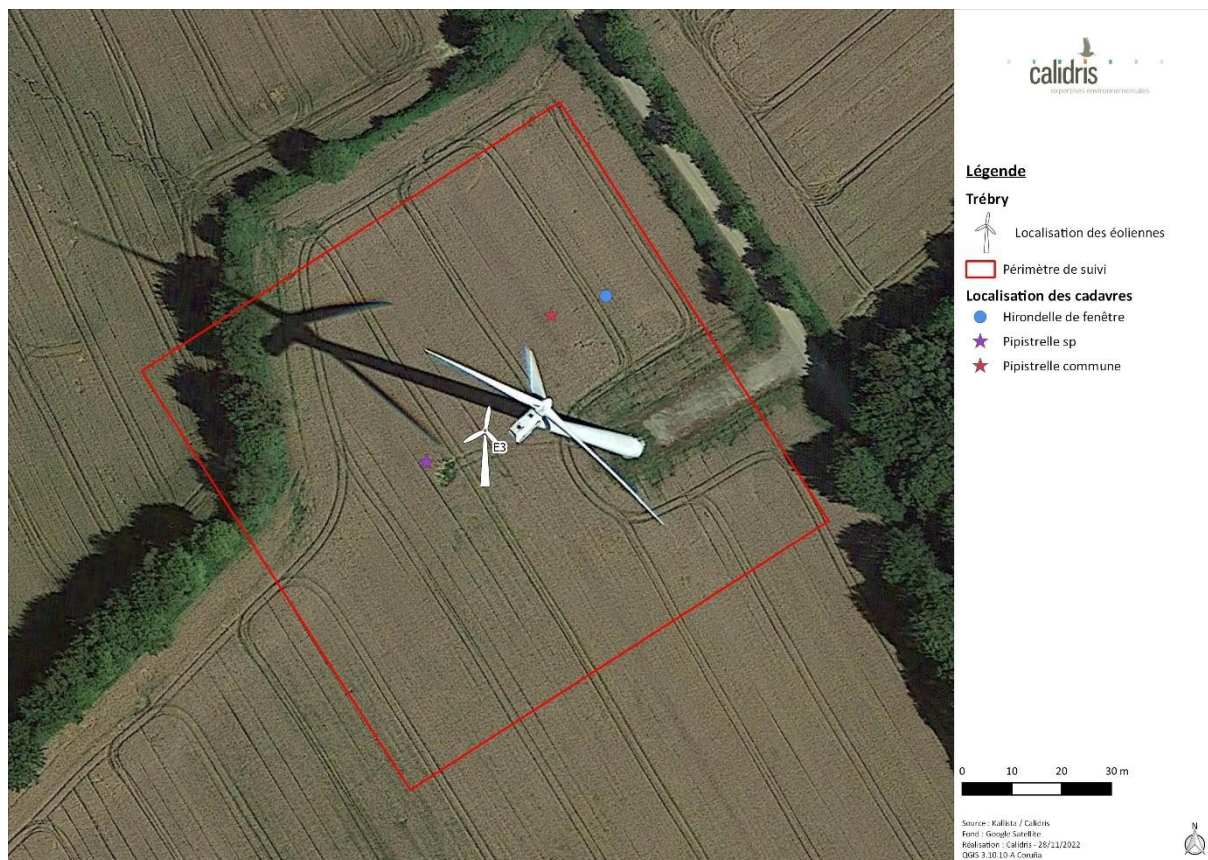 calidris
expertises environnementales
Légende
Trébry
Localisation des éoliennes
Périmètre de suivi
Localisation des cadavres
Hirondelle de fenêtre
Pipistrelle sp
Pipistrelle commune
E3
0 10 20 30 m
Source : Kallista / Calidris
Fond : Google Satellite
Réalisation : Calidris - 28/11/2022
QGIS 3.10.10-A Coruña
N